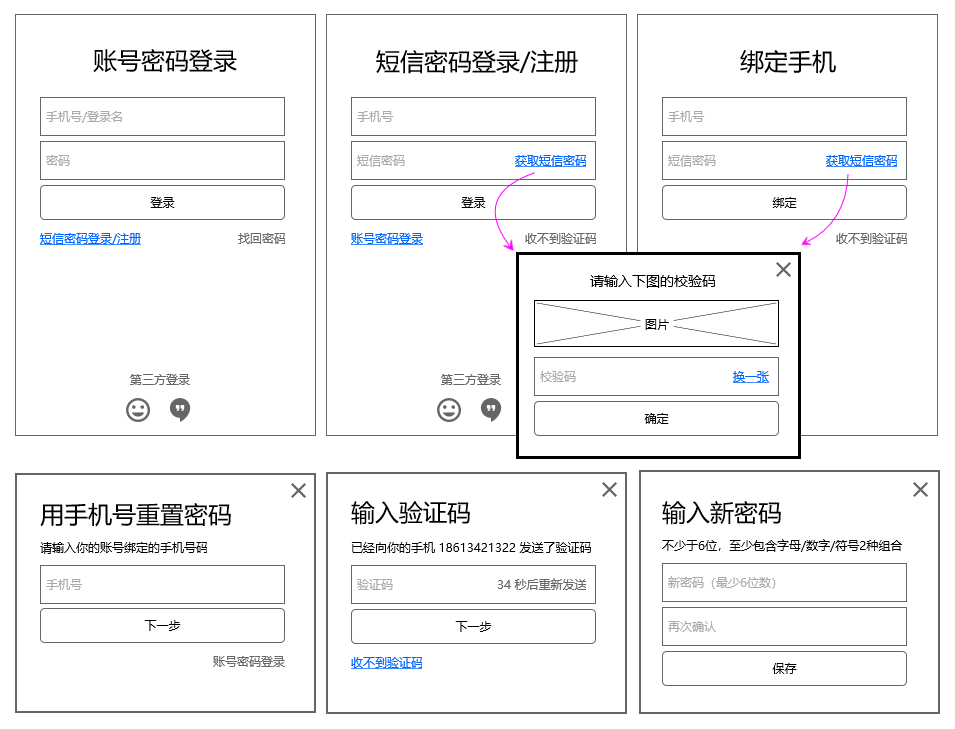 账号密码登录
手机号/登录名
密码
登录
短信密码登录/注册
找回密码
第三方登录
短信密码登录/注册
手机号
短信密码
获取短信密码
登录
账号密码登录
收不到验证码
第三方登录
绑定手机
手机号
短信密码
获取短信密码
绑定
收不到验证码
请输入下图的校验码
图片
校验码
换一张
确定
用手机号重置密码
请输入你的账号绑定的手机号码
手机号
下一步
账号密码登录
输入验证码
已经向你的手机 18613421322 发送了验证码
验证码
34 秒后重新发送
下一步
收不到验证码
输入新密码
不少于6位，至少包含字母/数字/符号2种组合
新密码（最少6位数）
再次确认
保存